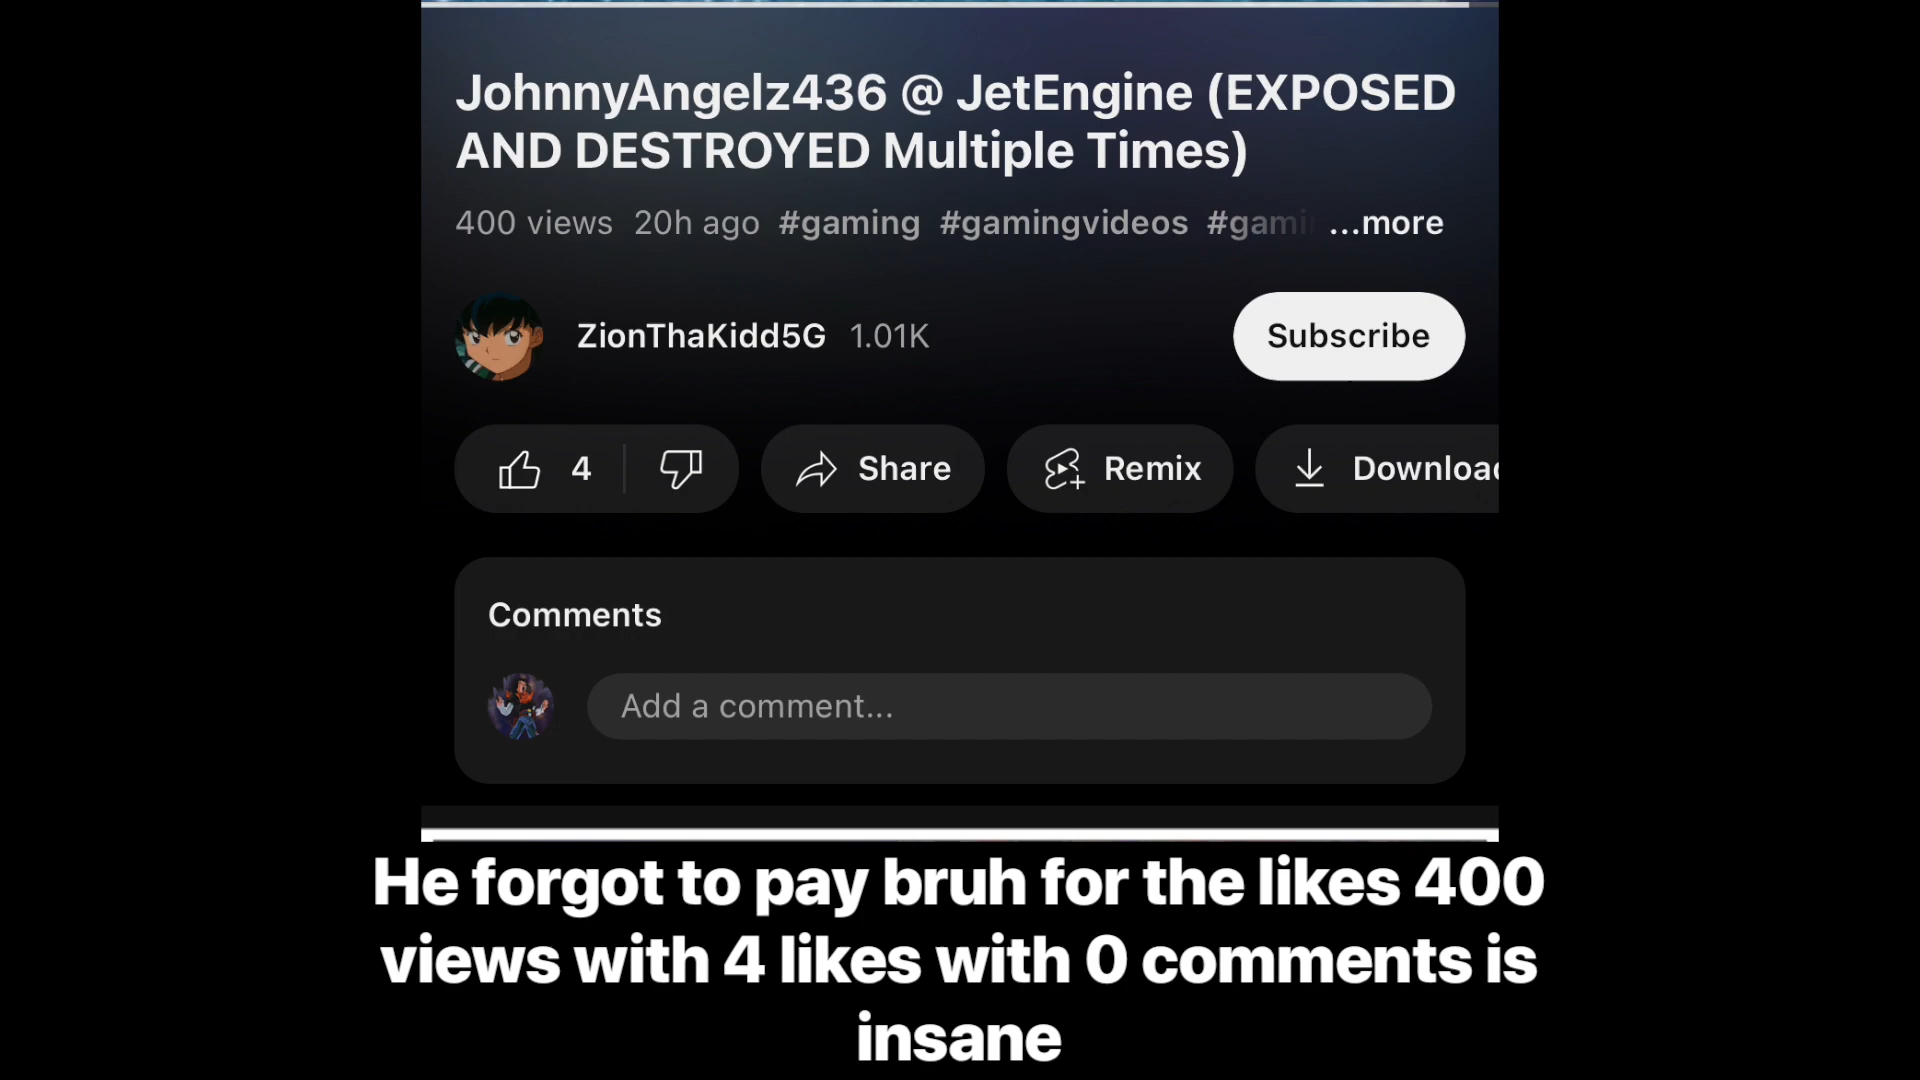 JohnnyAngelz436 @ JetEngine (EXPOSED
AND DESTROYED Multiple Times)
400 views 20h ago #gaming #gamingvideos #gami ...more
ZionThaKidd5G 1.01K
Subscribe
4
Share
Remix
Download
Comments
Add a comment...
He forgot to pay bruh for the likes 400
views with 4 likes with 0 comments is
insane